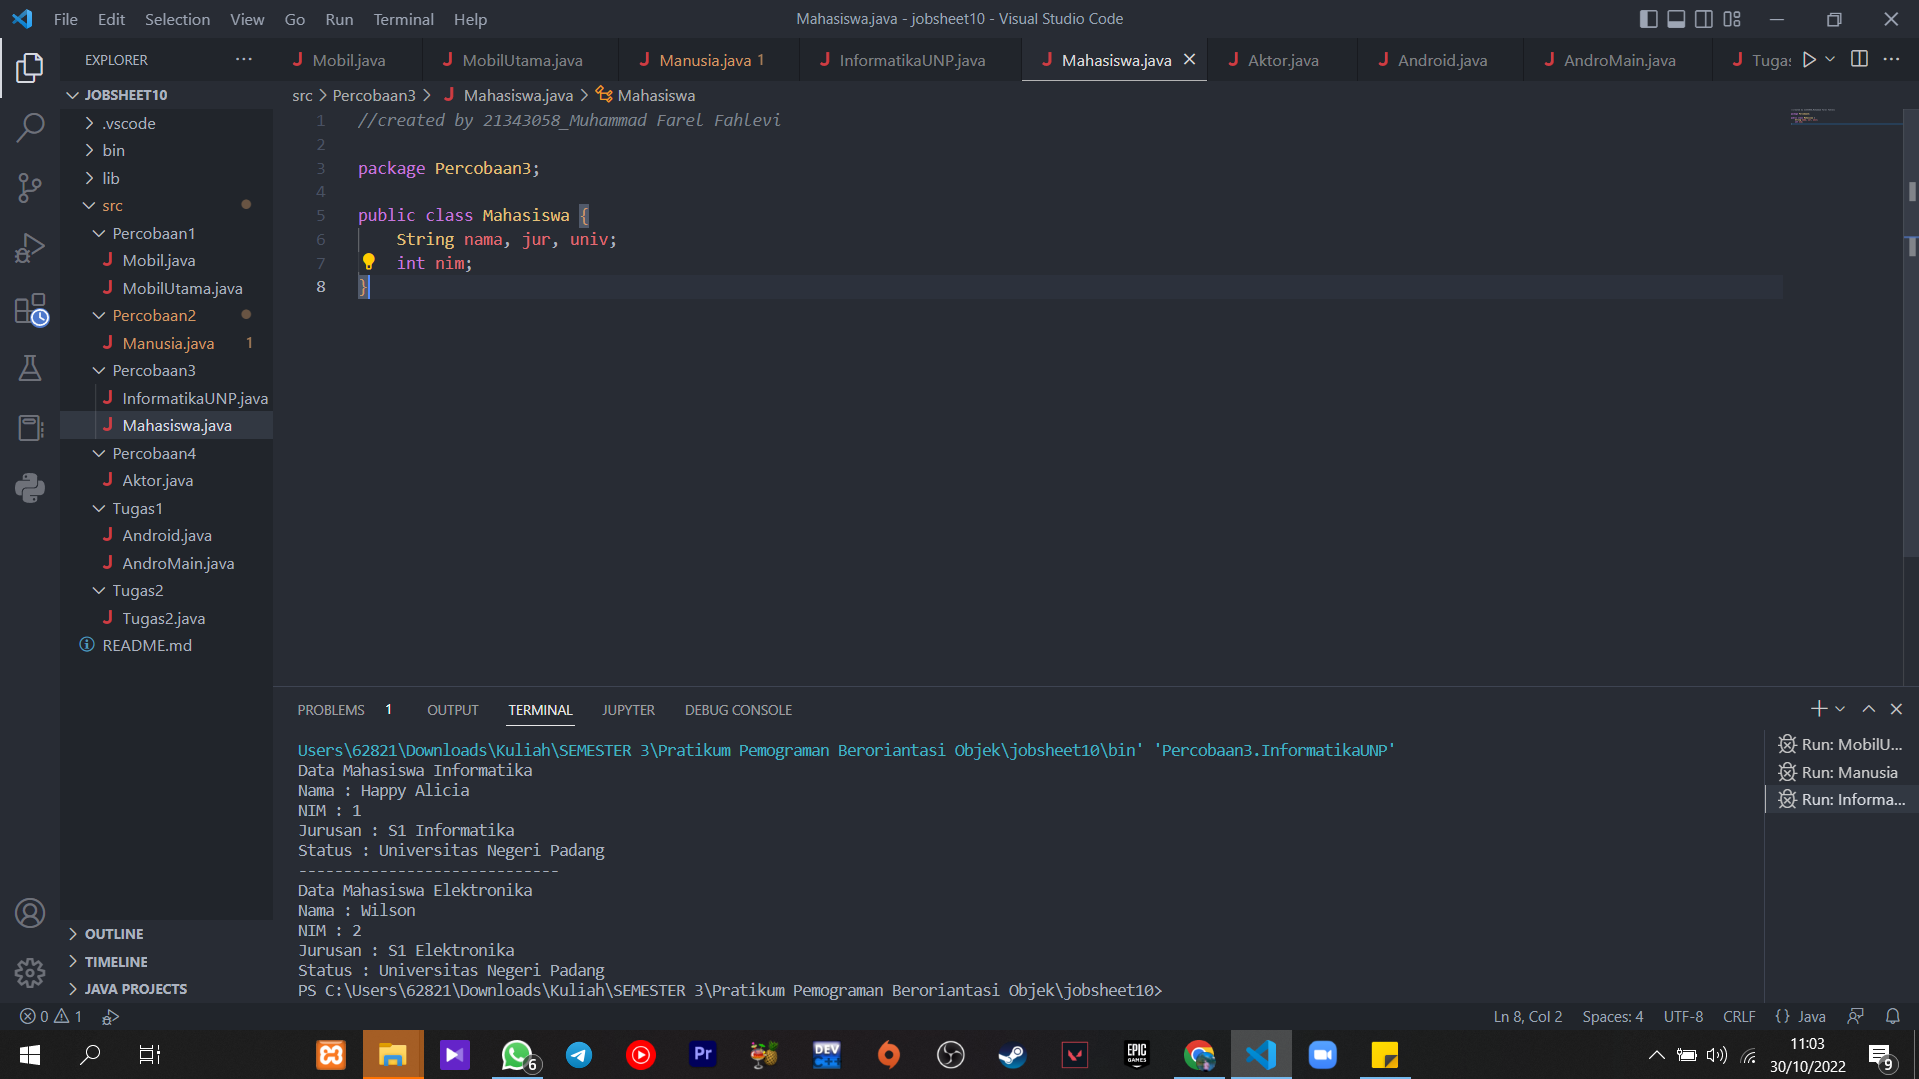 File Edit Selection View Go Run Terminal Help
Mahasiswa.java - jobsheet10 - Visual Studio Code
EXPLORER
JOBSHEET10
.vscode
bin
lib
src
Percobaan1
Mobil.java
MobilUtama.java
Percobaan2
Manusia.java 1
Percobaan3
InformatikaUNP.java
Mahasiswa.java
Percobaan4
Aktor.java
Tugas1
Android.java
AndroMain.java
Tugas2
Tugas2.java
README.md
OUTLINE
TIMELINE
JAVA PROJECTS
Mobil.java MobilUtama.java Manusia.java 1 InformatikaUNP.java Mahasiswa.java Aktor.java Android.java AndroMain.java Tugas
src > Percobaan3 > Mahasiswa.java > Mahasiswa
1 //created by 21343058_Muhammad Farel Fahlevi
2
3 package Percobaan3;
4
5 public class Mahasiswa {
6 String nama, jur, univ;
7 int nim;
8 }
PROBLEMS 1 OUTPUT TERMINAL JUPYTER DEBUG CONSOLE
Users\62821\Downloads\Kuliah\SEMESTER 3\Pratikum Pemograman Beroriantasi Objek\jobsheet10\bin' 'Percobaan3.InformatikaUNP'
Data Mahasiswa Informatika
Nama : Happy Alicia
NIM : 1
Jurusan : S1 Informatika
Status : Universitas Negeri Padang
-----------------------------
Data Mahasiswa Elektronika
Nama : Wilson
NIM : 2
Jurusan : S1 Elektronika
Status : Universitas Negeri Padang
PS C:\Users\62821\Downloads\Kuliah\SEMESTER 3\Pratikum Pemograman Beroriantasi Objek\jobsheet10>
Run: MobilU...
Run: Manusia
Run: Informa...
0 1
Ln 8, Col 2 Spaces: 4 UTF-8 CRLF {} Java
6
Pr
DEV C++
EPIC GAMES
11:03
30/10/2022
9